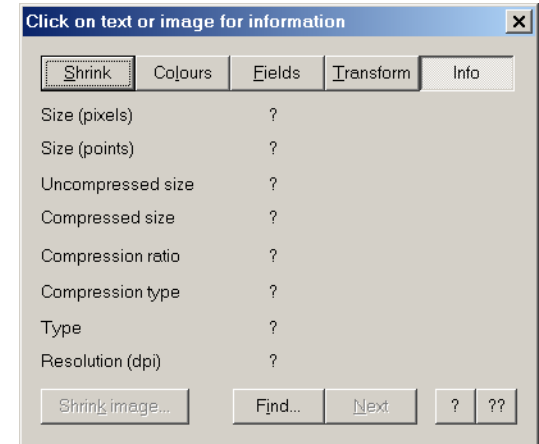 Click on text or image for information
Shrink Colours Fields Transform Info
Size (pixels) ?
Size (points) ?
Uncompressed size ?
Compressed size ?
Compression ratio ?
Compression type ?
Type ?
Resolution (dpi) ?
Shrink image... Find... Next ? ??